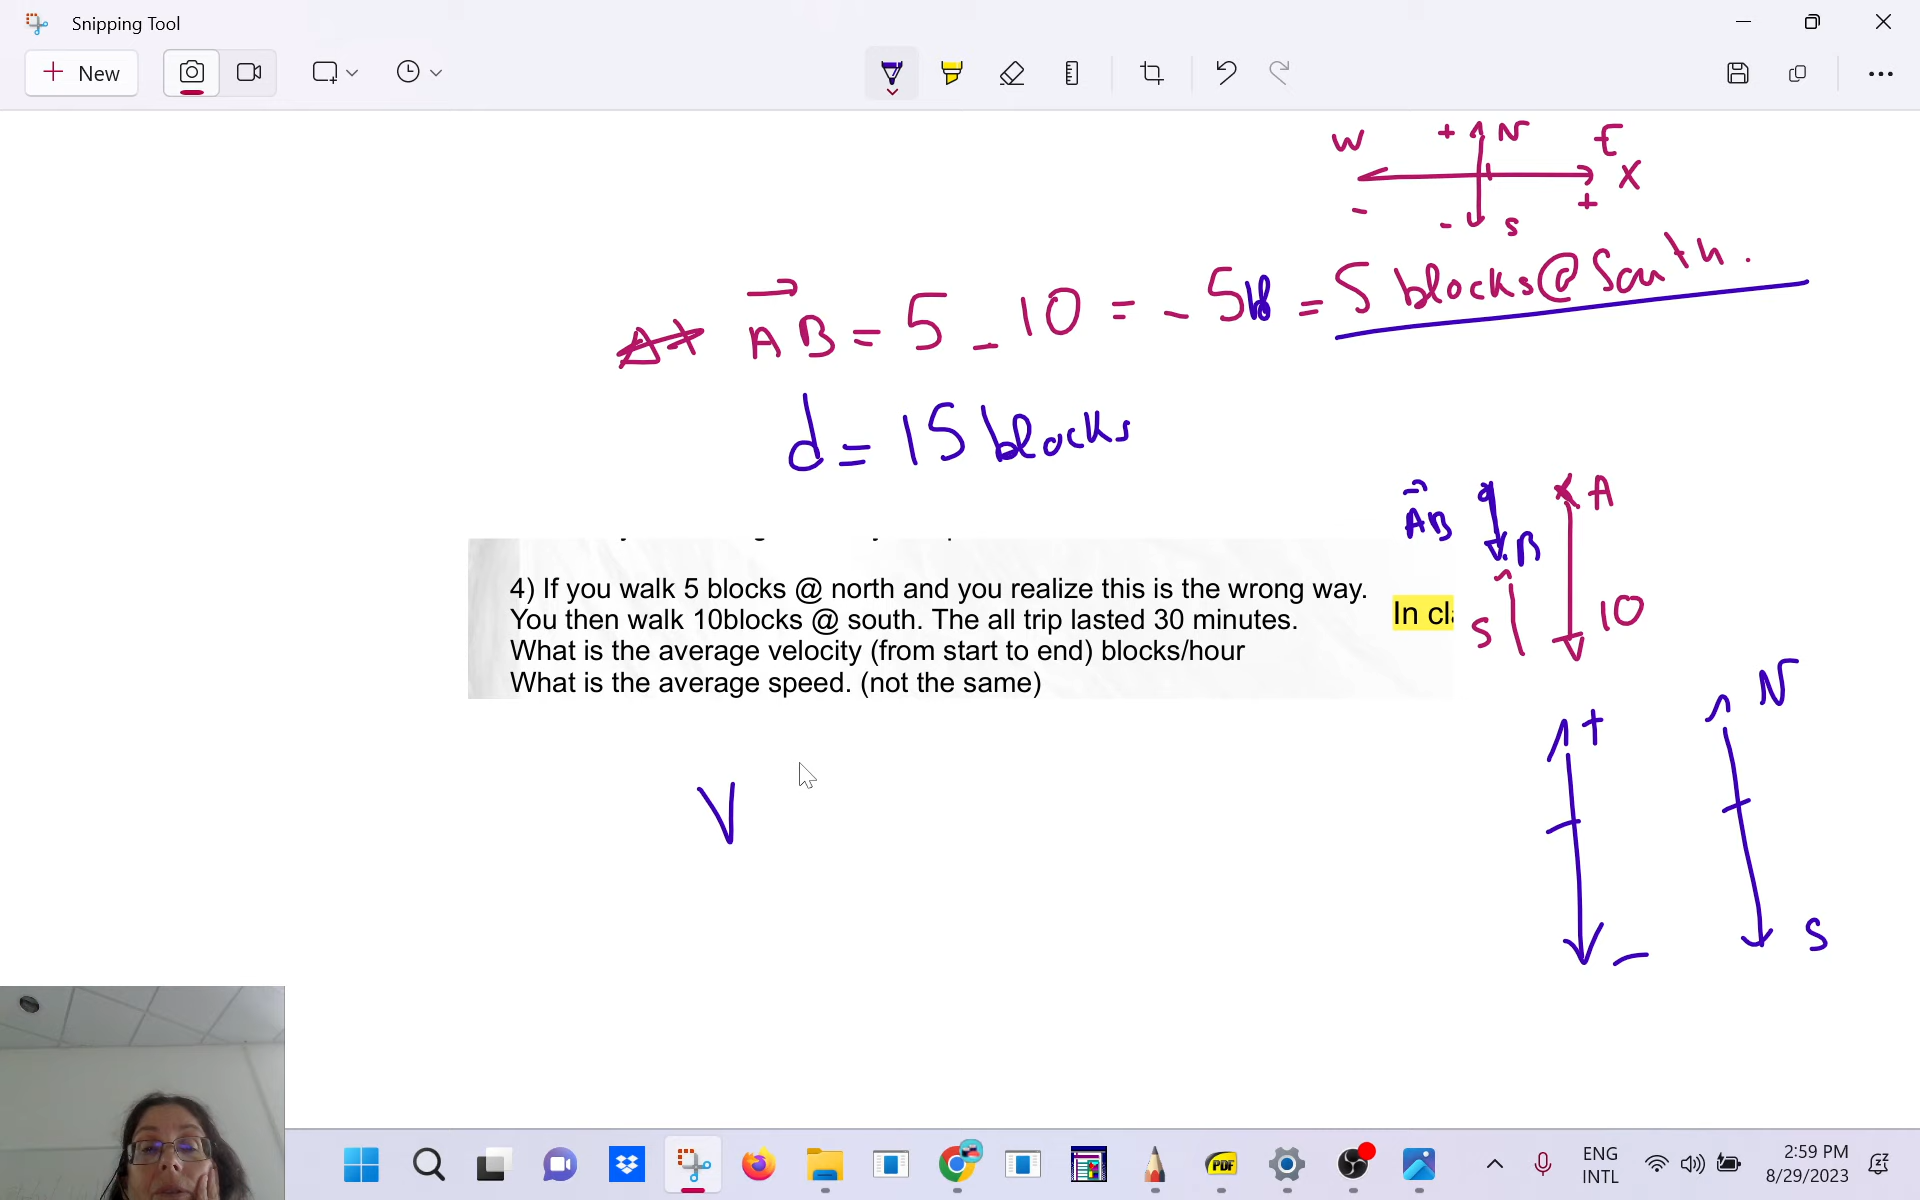 Snipping Tool
New
W + N E
X
- - S +
AB = 5 - 10 = - 5 bl = 5 blocks @ South.
d = 15 blocks
A
AB
B
4) If you walk 5 blocks @ north and you realize this is the wrong way.
You then walk 10blocks @ south. The all trip lasted 30 minutes.
In cl
5 10
What is the average velocity (from start to end) blocks/hour
What is the average speed. (not the same)
+ N
V
- S
PDF
ENG
INTL
2:59 PM
8/29/2023